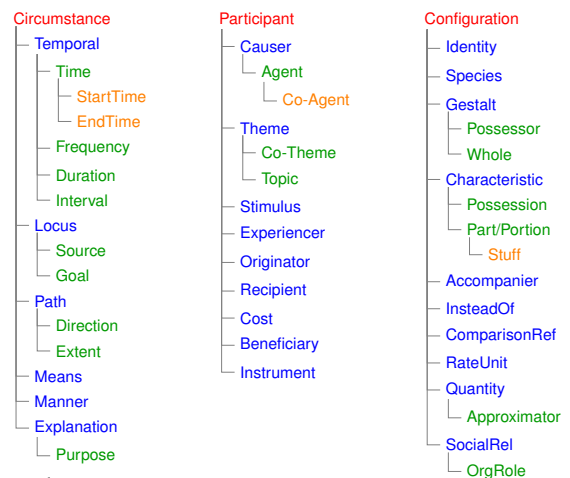 Circumstance
Temporal
Time
StartTime
EndTime
Frequency
Duration
Interval
Locus
Source
Goal
Path
Direction
Extent
Means
Manner
Explanation
Purpose
Participant
Causer
Agent
Co-Agent
Theme
Co-Theme
Topic
Stimulus
Experiencer
Originator
Recipient
Cost
Beneficiary
Instrument
Configuration
Identity
Species
Gestalt
Possessor
Whole
Characteristic
Possession
Part/Portion
Stuff
Accompanier
InsteadOf
ComparisonRef
RateUnit
Quantity
Approximator
SocialRel
OrgRole